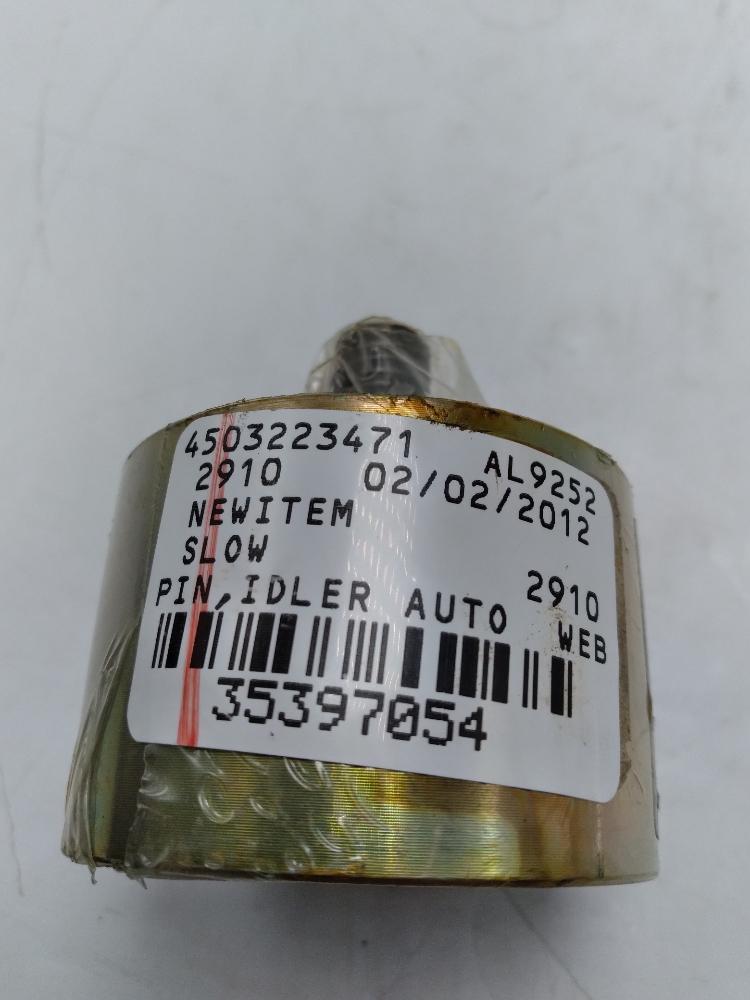 4503223471 AL9252
2910 02/02/2012
NEWITEM
SLOW 2910
PIN,IDLER AUTO WEB
35397054